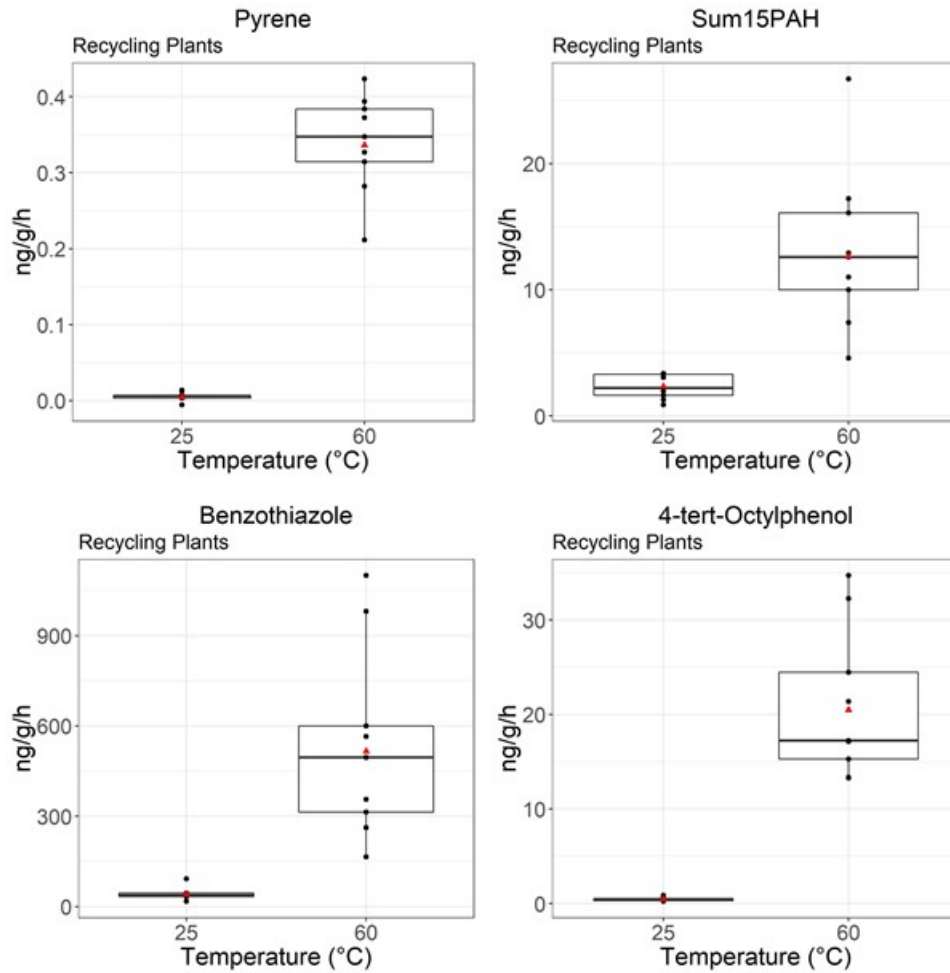 Pyrene
Recycling Plants
0.4
0.3
0.2
0.1
0.0
ng/g/h
25 60
Temperature (°C)
Sum15PAH
Recycling Plants
20
10
0
ng/g/h
25 60
Temperature (°C)
Benzothiazole
Recycling Plants
900
600
300
0
ng/g/h
25 60
Temperature (°C)
4-tert-Octylphenol
Recycling Plants
30
20
10
0
ng/g/h
25 60
Temperature (°C)